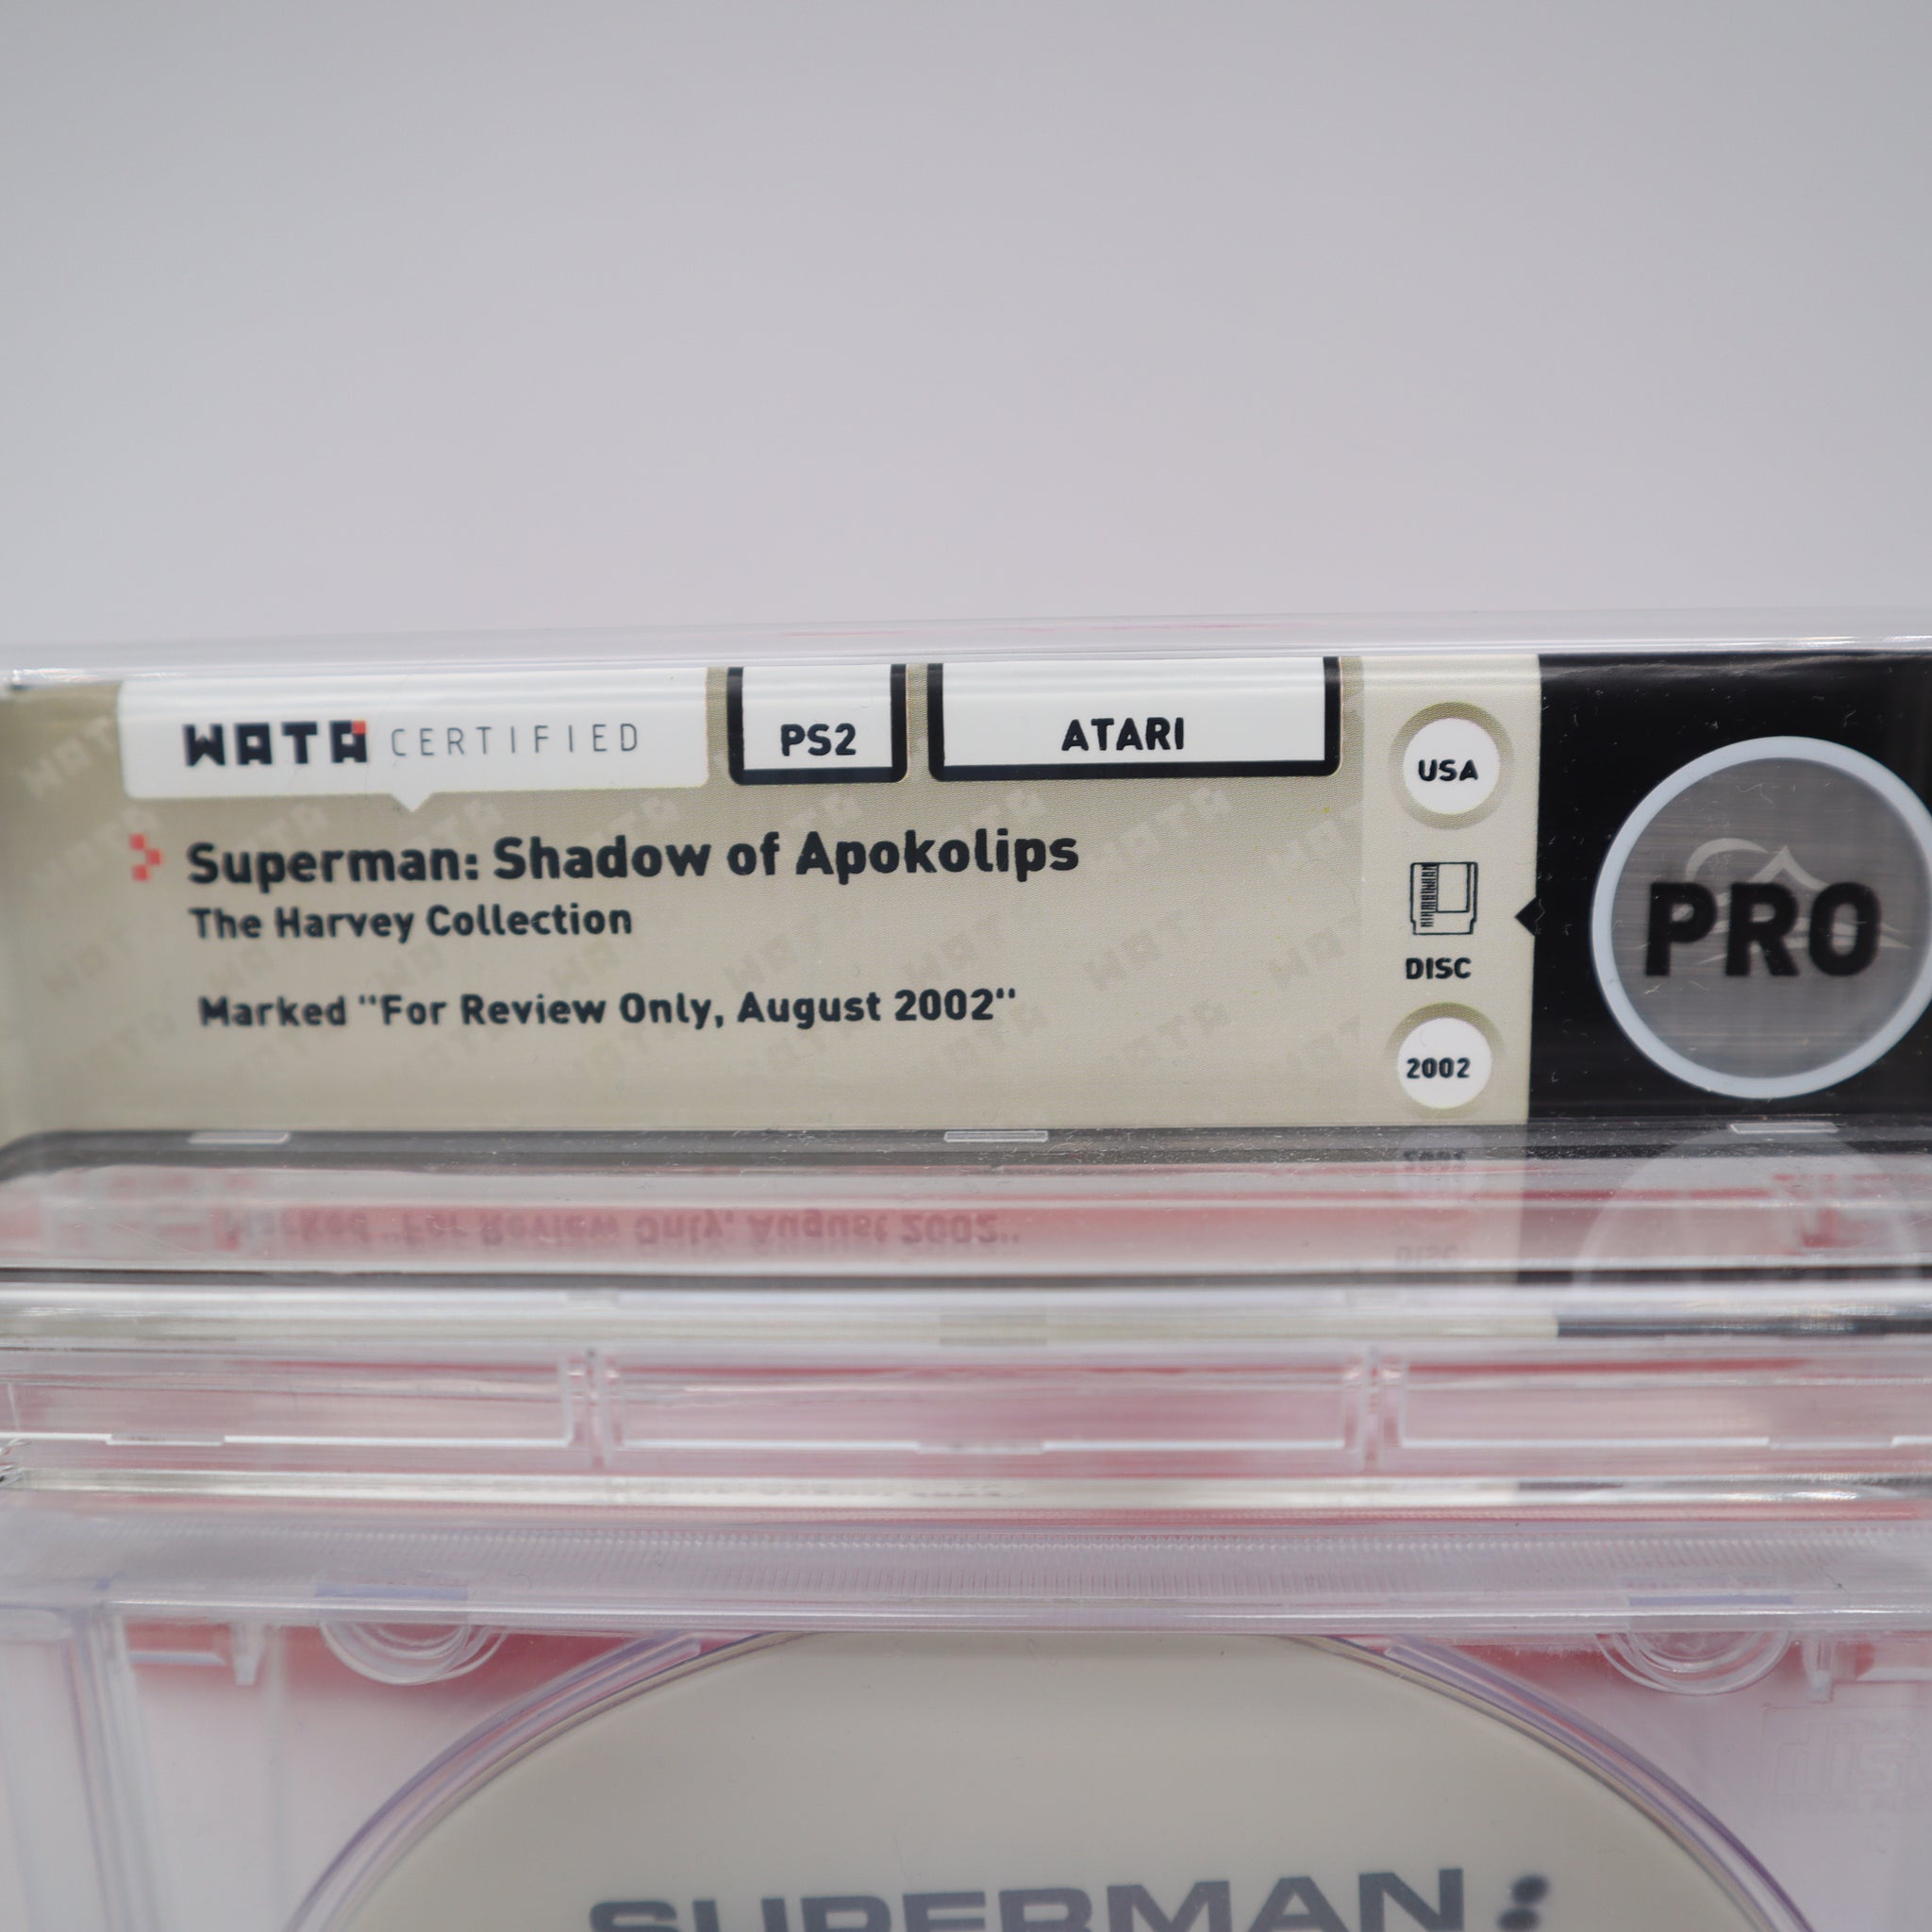 WATA CERTIFIED
PS2
ATARI
USA
Superman: Shadow of Apokolips
The Harvey Collection
Marked "For Review Only, August 2002"
DISC
2002
PRO
SUPERMAN: